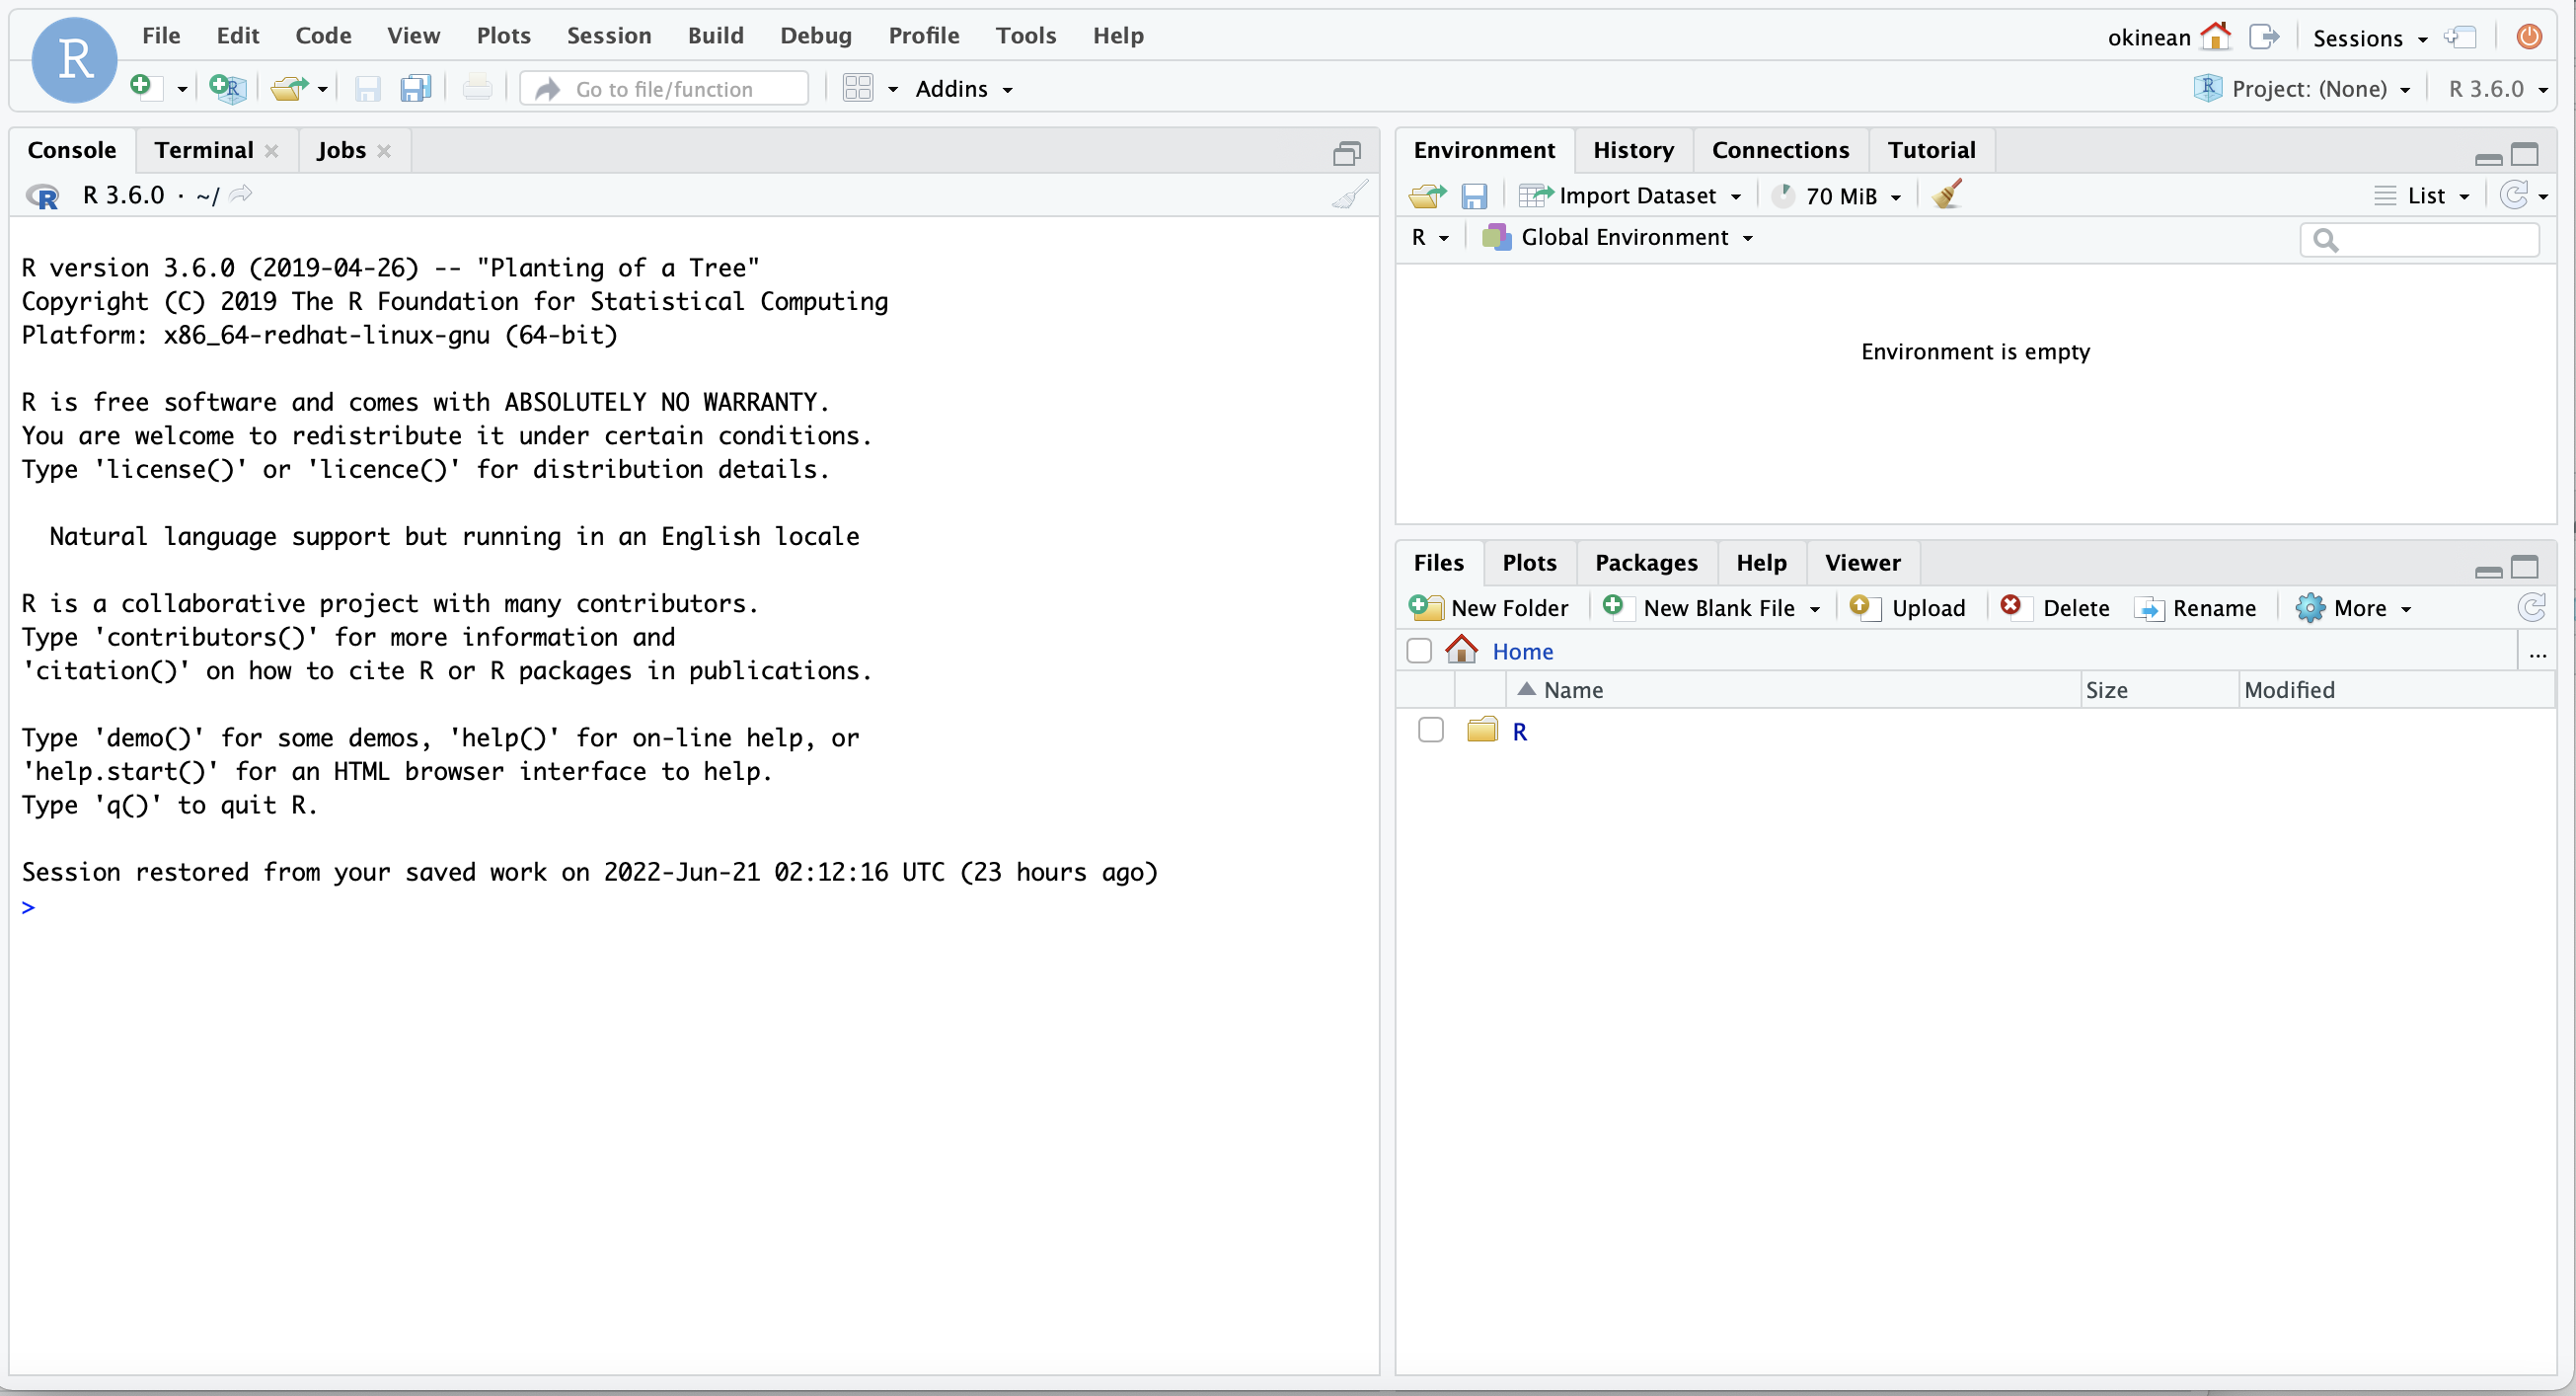 R
File Edit Code View Plots Session Build Debug Profile Tools Help
okinean Sessions
R Go to file/function Addins
R Project: (None) R 3.6.0
Console Terminal Jobs
R R 3.6.0 · ~/
R version 3.6.0 (2019-04-26) -- "Planting of a Tree"
Copyright (C) 2019 The R Foundation for Statistical Computing
Platform: x86_64-redhat-linux-gnu (64-bit)
R is free software and comes with ABSOLUTELY NO WARRANTY.
You are welcome to redistribute it under certain conditions.
Type 'license()' or 'licence()' for distribution details.
Natural language support but running in an English locale
R is a collaborative project with many contributors.
Type 'contributors()' for more information and
'citation()' on how to cite R or R packages in publications.
Type 'demo()' for some demos, 'help()' for on-line help, or
'help.start()' for an HTML browser interface to help.
Type 'q()' to quit R.
Session restored from your saved work on 2022-Jun-21 02:12:16 UTC (23 hours ago)
>
Environment History Connections Tutorial
Import Dataset 70 MiB List
R Global Environment
Environment is empty
Files Plots Packages Help Viewer
New Folder New Blank File Upload Delete Rename More
Home ...
Name Size Modified
R